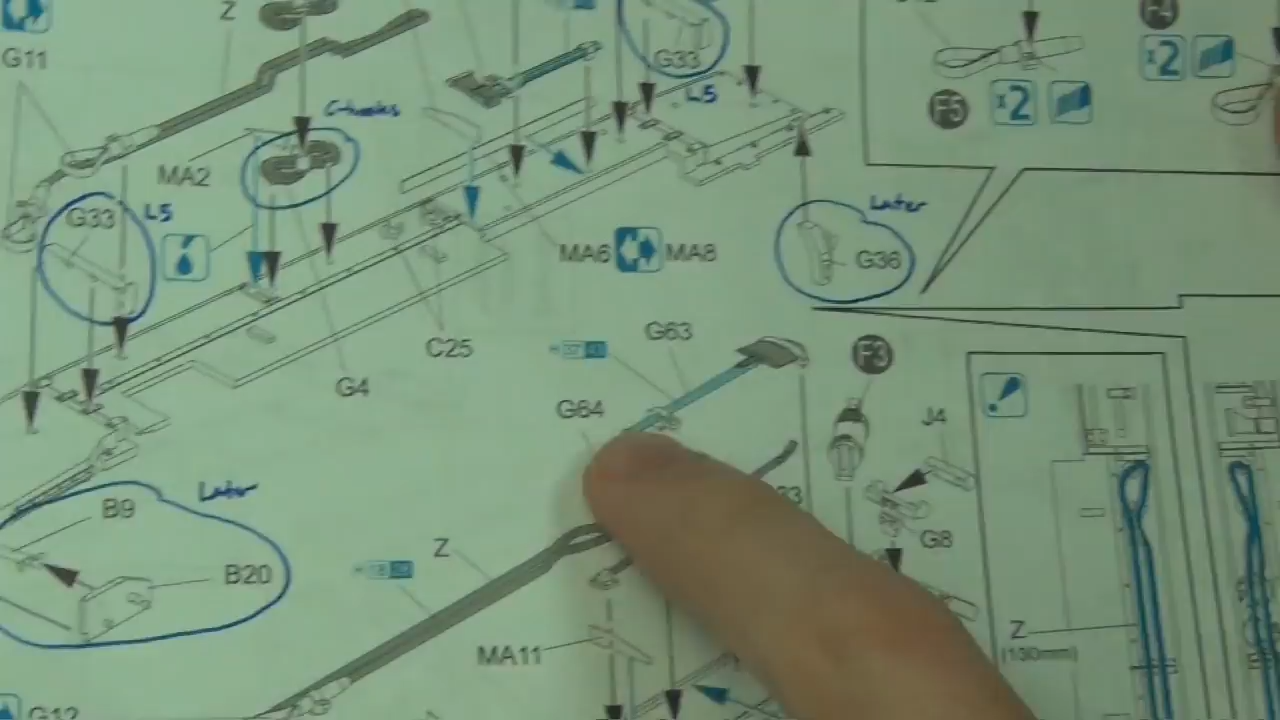 Z
G33
F4
G11
x2
L5
F5
x2
C-hooks
MA2
G33
L5
Later
MA6
MA8
G36
G63
C25
F3
G4
G64
J4
Later
B9
G8
Z
B20
Z
(130mm)
MA11
G12